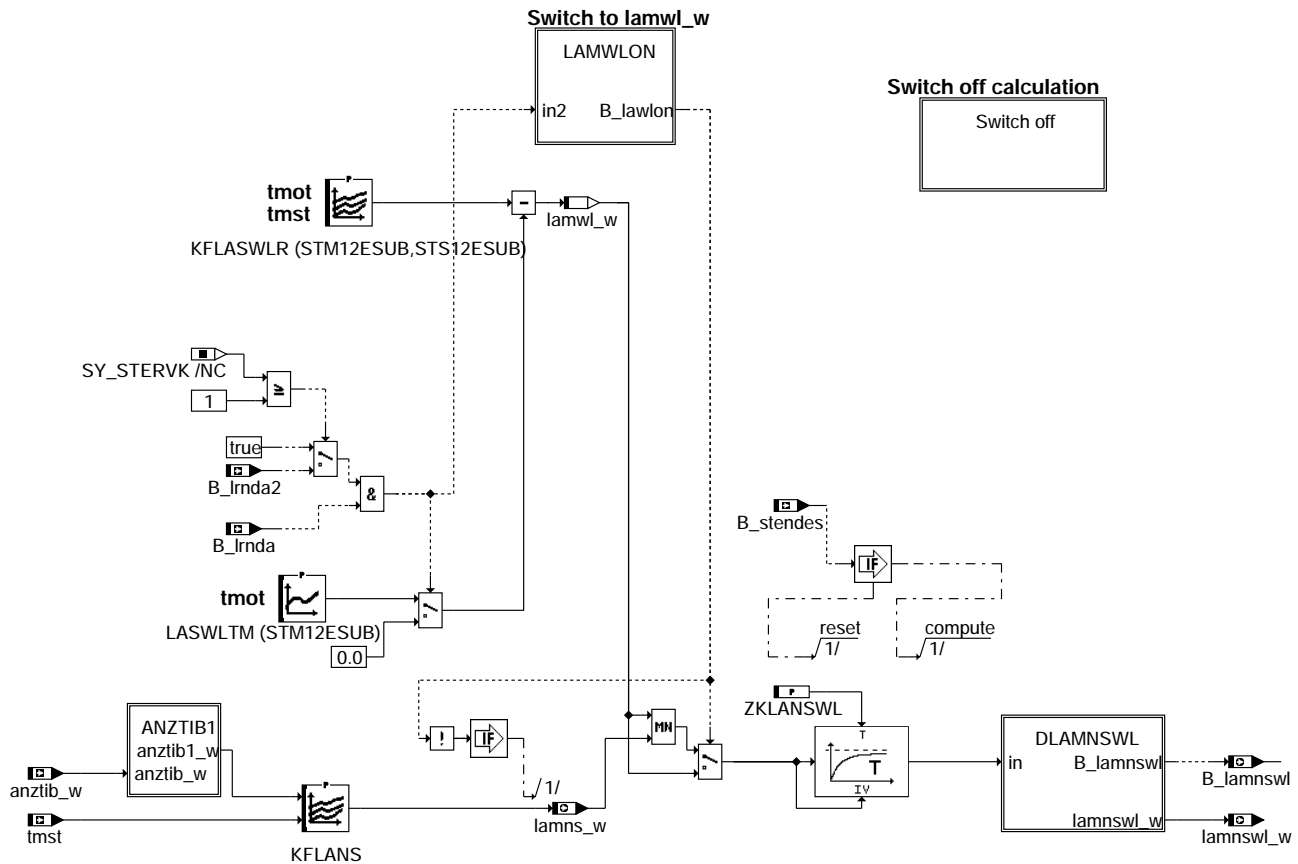 Switch to lamwl_w
LAMWLON
in2 B_lawlon
Switch off calculation
Switch off
tmot
tmst
P
-
lamwl_w
KFLASWLR (STM12ESUB,STS12ESUB)
SY_STERVK /NC
1
≥
true
B_lrnda2
&
B_lrnda
P
tmot
LASWLTM (STM12ESUB)
0.0
B_stendes
IF
reset
1/
compute
1/
ZKLANSWL
P
ANZTIB1
anztib1_w
anztib_w
anztib_w
tmst
P
KFLANS
!
IF
1/
lamns_w
MN
T
T
IV
DLAMNSWL
in B_lamnswl
lamnswl_w
B_lamnswl
lamnswl_w